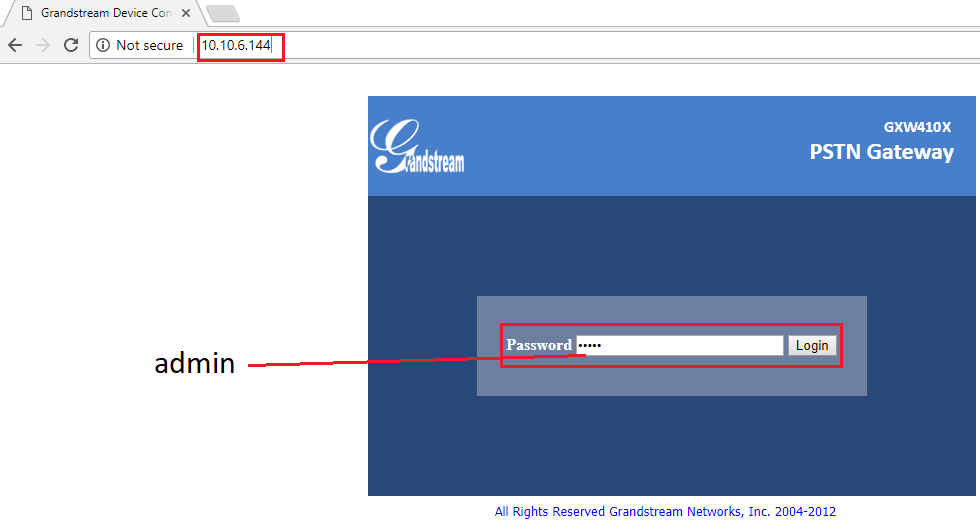 Grandstream Device Con
Not secure
10.10.6.144
Grandstream
GXW410X
PSTN Gateway
Password ••••• Login
admin
All Rights Reserved Grandstream Networks, Inc. 2004-2012